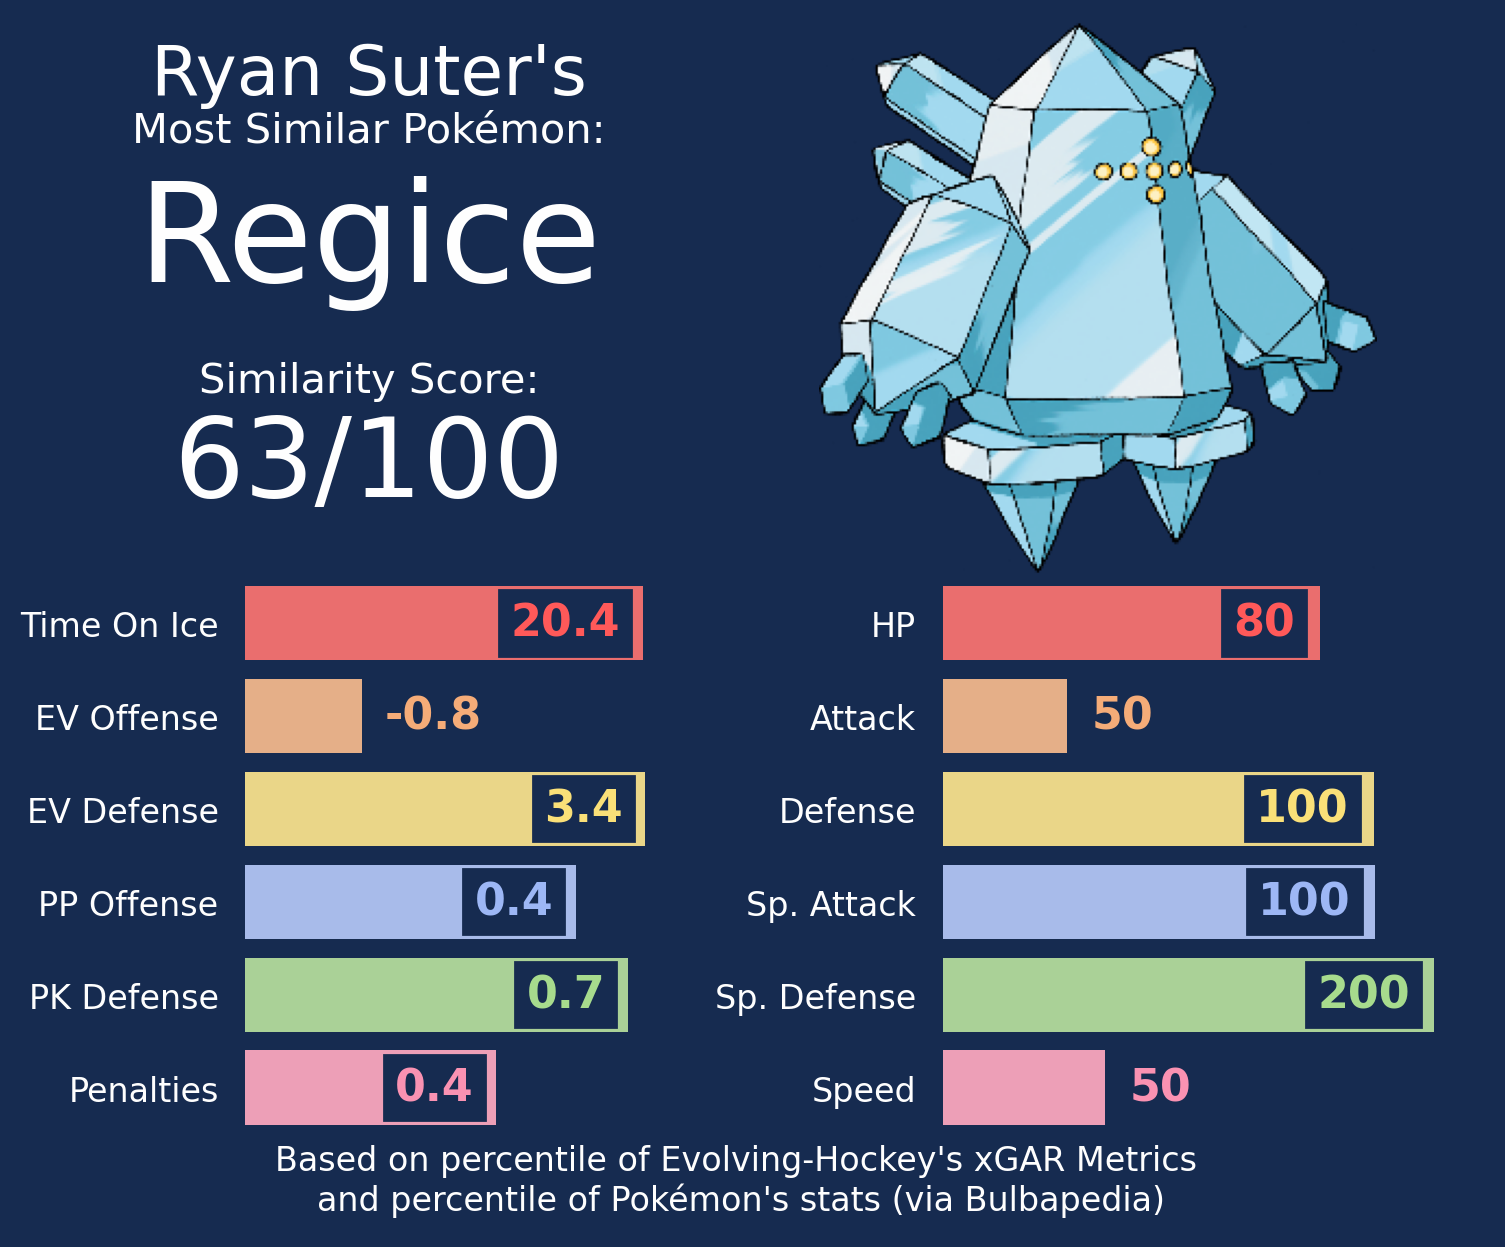 Ryan Suter's
Most Similar Pokémon:
Regice
Similarity Score:
63/100
Time On Ice 20.4
EV Offense -0.8
EV Defense 3.4
PP Offense 0.4
PK Defense 0.7
Penalties 0.4
HP 80
Attack 50
Defense 100
Sp. Attack 100
Sp. Defense 200
Speed 50
Based on percentile of Evolving-Hockey's xGAR Metrics
and percentile of Pokémon's stats (via Bulbapedia)